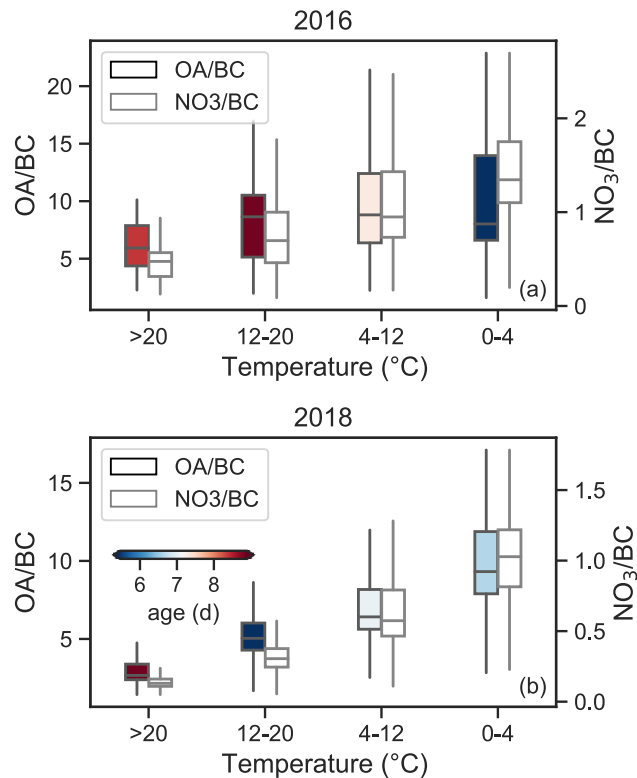 2016
OA/BC
NO3/BC
20
15
10
5
OA/BC
2
1
0
NO₃/BC
(a)
>20 12-20 4-12 0-4
Temperature (°C)
2018
OA/BC
NO3/BC
15
10
5
OA/BC
6 7 8
age (d)
1.5
1.0
0.5
0.0
NO₃/BC
(b)
>20 12-20 4-12 0-4
Temperature (°C)